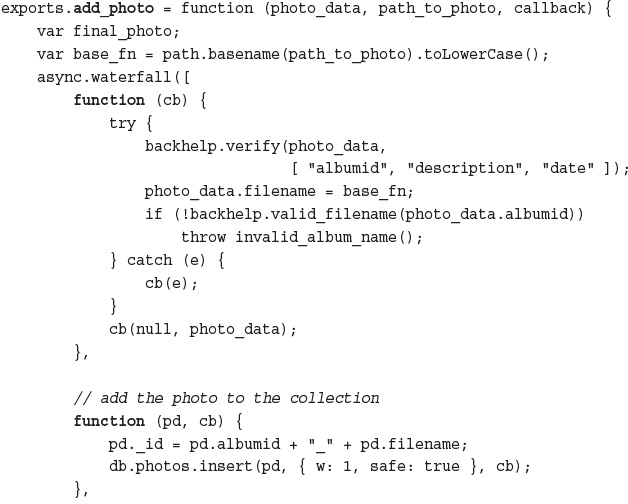 exports.add_photo = function (photo_data, path_to_photo, callback) {
    var final_photo;
    var base_fn = path.basename(path_to_photo).toLowerCase();
    async.waterfall([
        function (cb) {
            try {
                backhelp.verify(photo_data,
                                [ "albumid", "description", "date" ]);
                photo_data.filename = base_fn;
                if (!backhelp.valid_filename(photo_data.albumid))
                    throw invalid_album_name();
            } catch (e) {
                cb(e);
            }
            cb(null, photo_data);
        },

        // add the photo to the collection
        function (pd, cb) {
            pd._id = pd.albumid + "_" + pd.filename;
            db.photos.insert(pd, { w: 1, safe: true }, cb);
        },